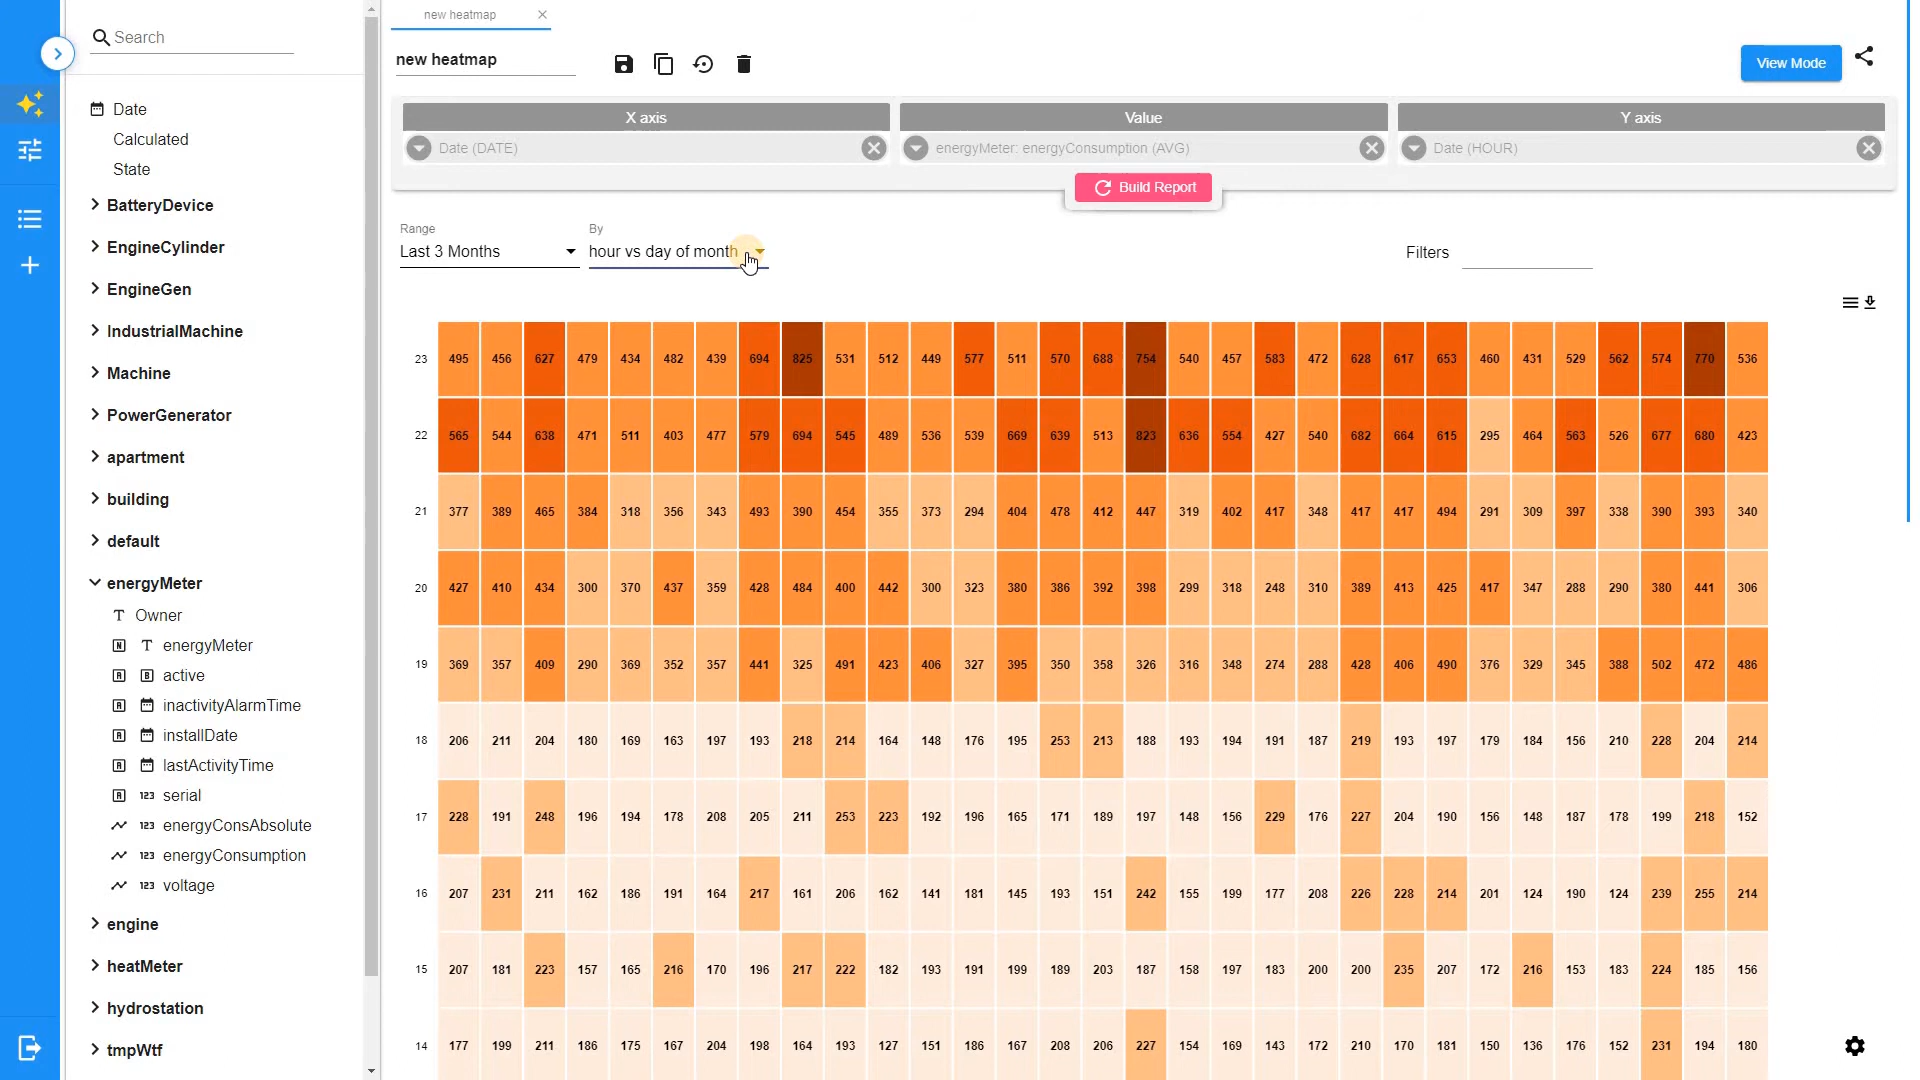 new heatmap
Search
new heatmap
View Mode
X axis
Value
Y axis
Date (DATE)
energyMeter: energyConsumption (AVG)
Date (HOUR)
Build Report
Range
By
Last 3 Months
hour vs day of month
Filters
Date
Calculated
State
BatteryDevice
EngineCylinder
EngineGen
IndustrialMachine
Machine
PowerGenerator
apartment
building
default
energyMeter
T Owner
N T energyMeter
A B active
A inactivityAlarmTime
A installDate
A lastActivityTime
A 123 serial
123 energyConsAbsolute
123 energyConsumption
123 voltage
engine
heatMeter
hydrostation
tmpWtf
23 495 456 627 479 434 482 439 694 825 531 512 449 577 511 570 688 754 540 457 583 472 628 617 653 460 431 529 562 574 770 536
22 565 544 638 471 511 403 477 579 694 545 489 536 539 669 639 513 823 636 554 427 540 682 664 615 295 464 563 526 677 680 423
21 377 389 465 384 318 356 343 493 390 454 355 373 294 404 478 412 447 319 402 417 348 417 417 494 291 309 397 338 390 393 340
20 427 410 434 300 370 437 359 428 484 400 442 300 323 380 386 392 398 299 318 248 310 389 413 425 417 347 288 290 380 441 306
19 369 357 409 290 369 352 357 441 325 491 423 406 327 395 350 358 326 316 348 274 288 428 406 490 376 329 345 388 502 472 486
18 206 211 204 180 169 163 197 193 218 214 164 148 176 195 253 213 188 193 194 191 187 219 193 197 179 184 156 210 228 204 214
17 228 191 248 196 194 178 208 205 211 253 223 192 196 165 171 189 197 148 156 229 176 227 204 190 156 148 187 178 199 218 152
16 207 231 211 162 186 191 164 217 161 206 162 141 181 145 193 151 242 155 199 177 208 226 228 214 201 124 190 124 239 255 214
15 207 181 223 157 165 216 170 196 217 222 182 193 191 199 189 203 187 158 197 183 200 200 235 207 172 216 153 183 224 185 156
14 177 199 211 186 175 167 204 198 164 193 127 151 186 167 208 206 227 154 169 143 172 210 170 181 150 136 176 152 231 194 180